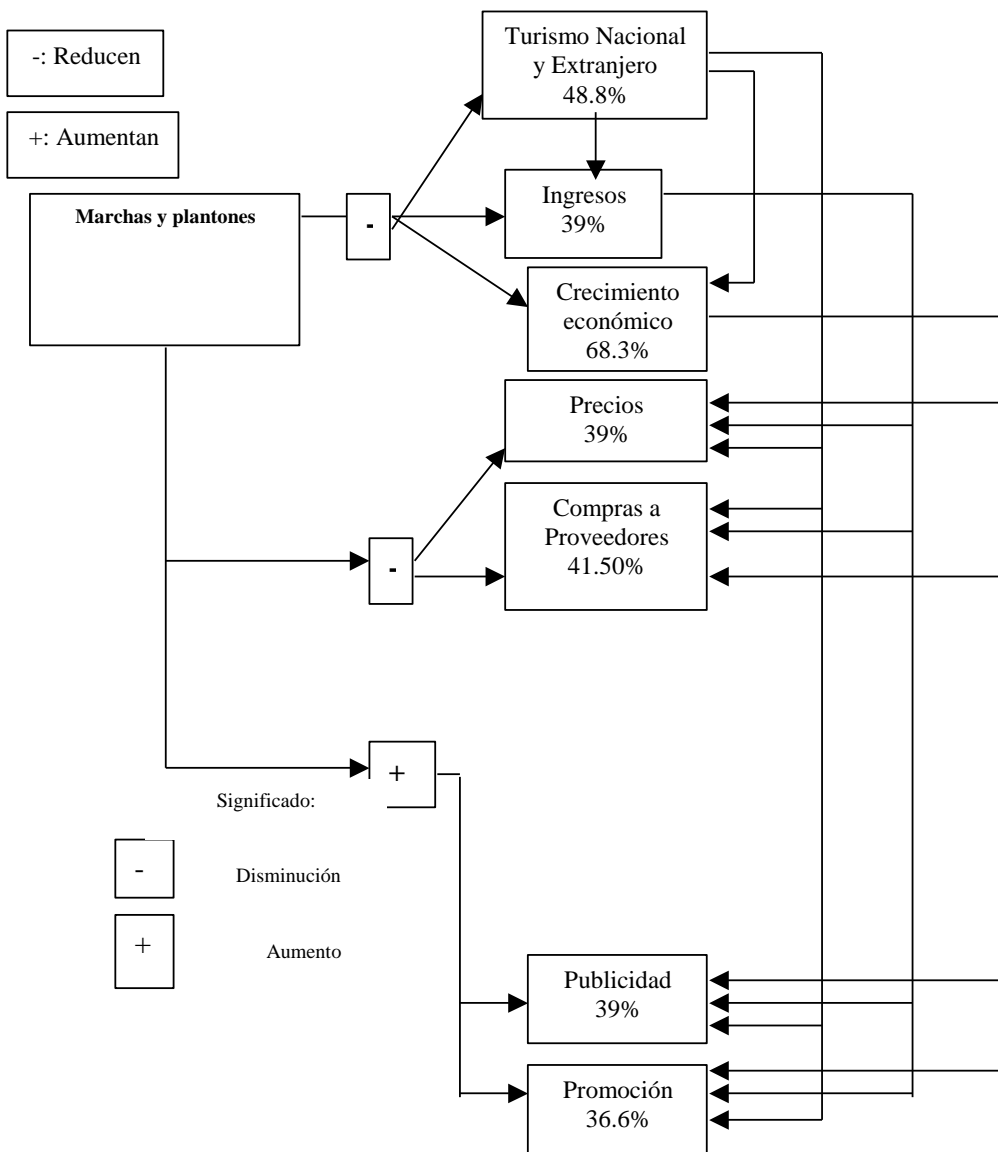 -: Reducen
+: Aumentan
Marchas y plantones
-
Turismo Nacional
y Extranjero
48.8%
Ingresos
39%
Crecimiento
económico
68.3%
Precios
39%
-
Compras a
Proveedores
41.50%
+
Significado:
-
Disminución
+
Aumento
Publicidad
39%
Promoción
36.6%